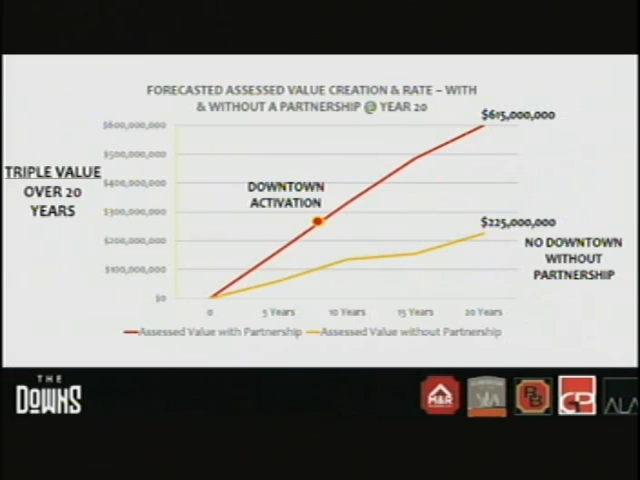 FORECASTED ASSESSED VALUE CREATION & RATE – WITH
& WITHOUT A PARTNERSHIP @ YEAR 20
$615,000,000
$600,000,000
$500,000,000
TRIPLE VALUE
OVER 20
YEARS
$400,000,000
DOWNTOWN
ACTIVATION
$300,000,000
$225,000,000
$200,000,000
NO DOWNTOWN
WITHOUT
PARTNERSHIP
$100,000,000
$0
0 5 Years 10 Years 15 Years 20 Years
Assessed Value with Partnership Assessed Value without Partnership
THE
DOWNS
M&R
CP
ALA